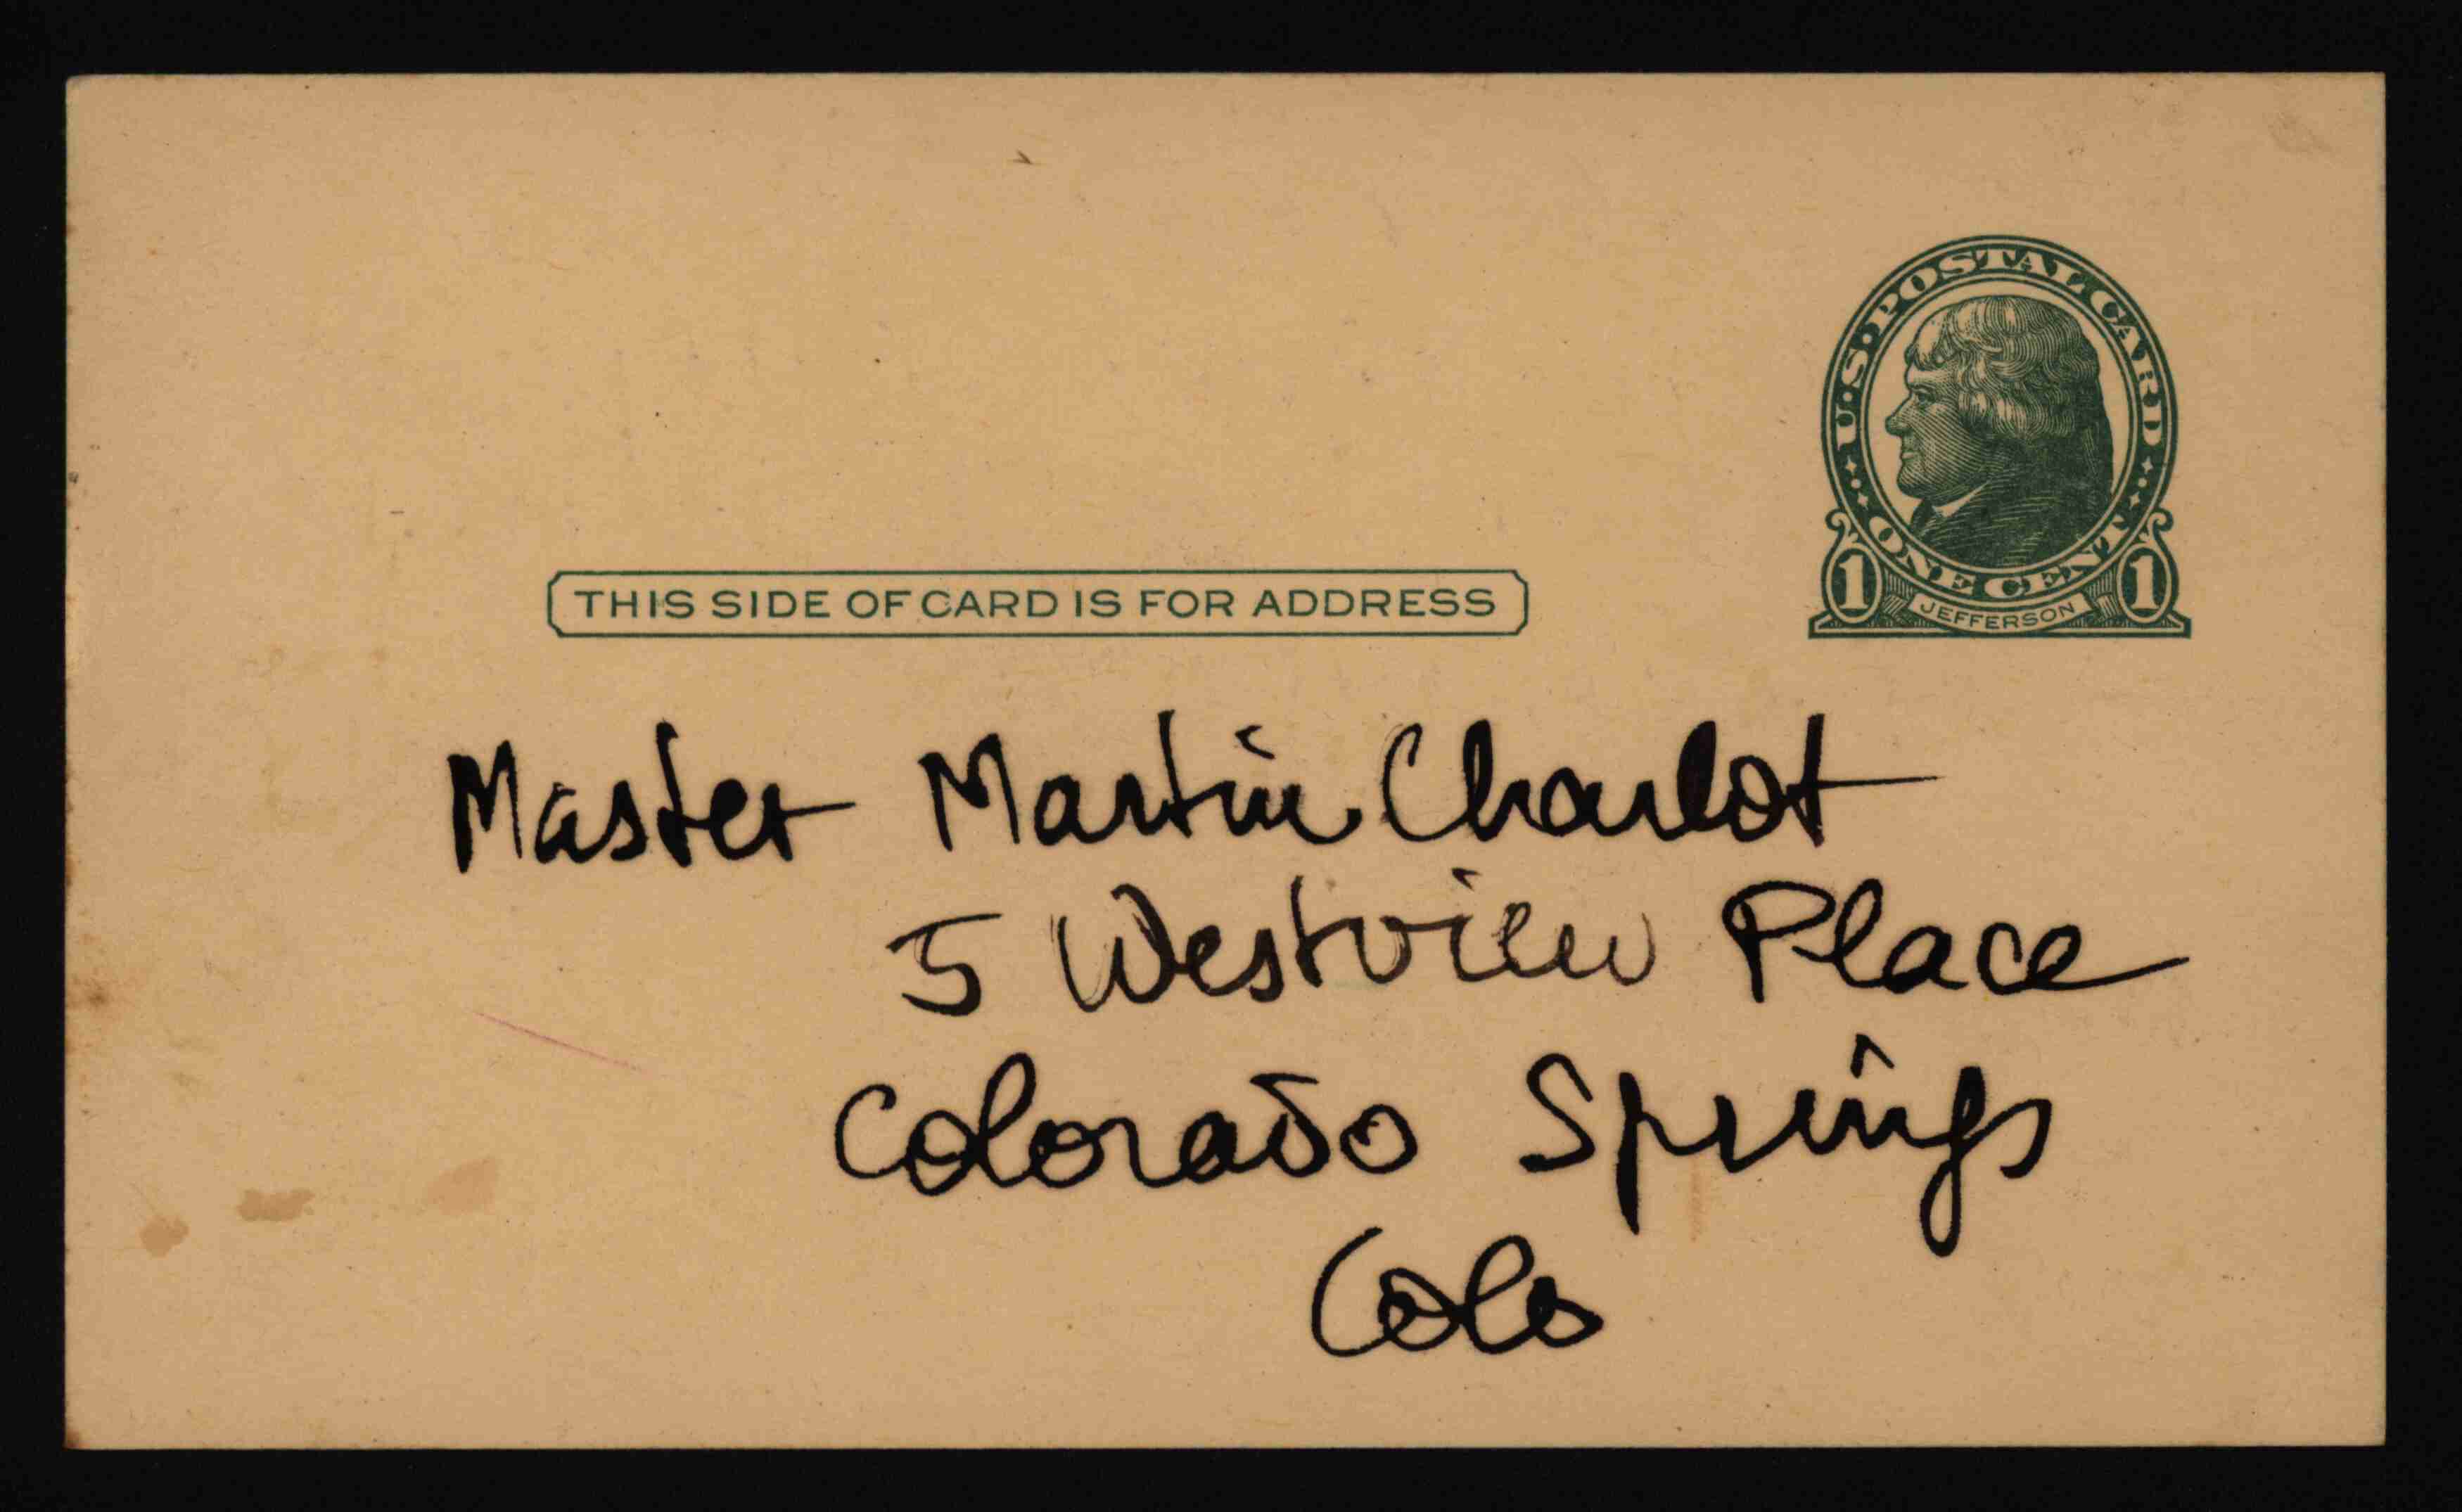 U.S. POSTAL CARD
ONE CENT
1 JEFFERSON 1
THIS SIDE OF CARD IS FOR ADDRESS
Master Martin Charlot
5 Westview Place
Colorado Springs
Colo